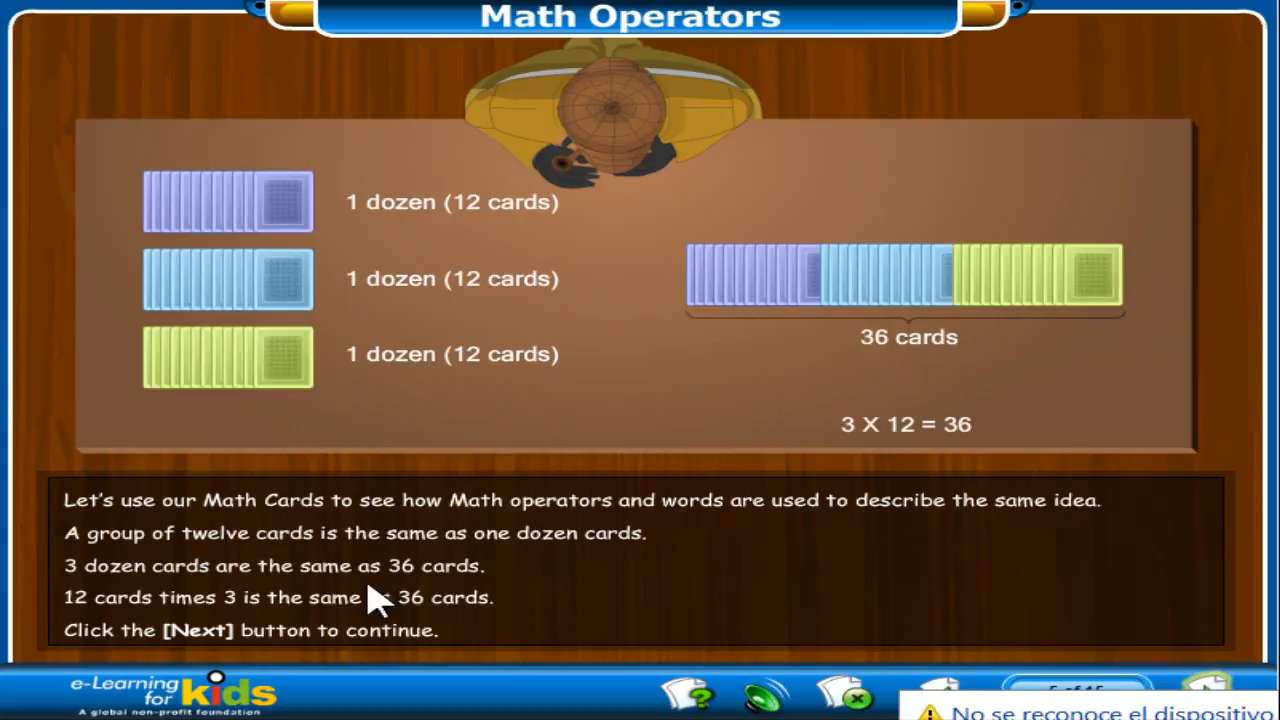 Math Operators
1 dozen (12 cards)
1 dozen (12 cards)
1 dozen (12 cards)
36 cards
3 X 12 = 36
Let's use our Math Cards to see how Math operators and words are used to describe the same idea.
A group of twelve cards is the same as one dozen cards.
3 dozen cards are the same as 36 cards.
12 cards times 3 is the same 36 cards.
Click the [Next] button to continue.
e-Learning
for kids
A global non-profit foundation
5 of 15
No se reconoce el dispositivo